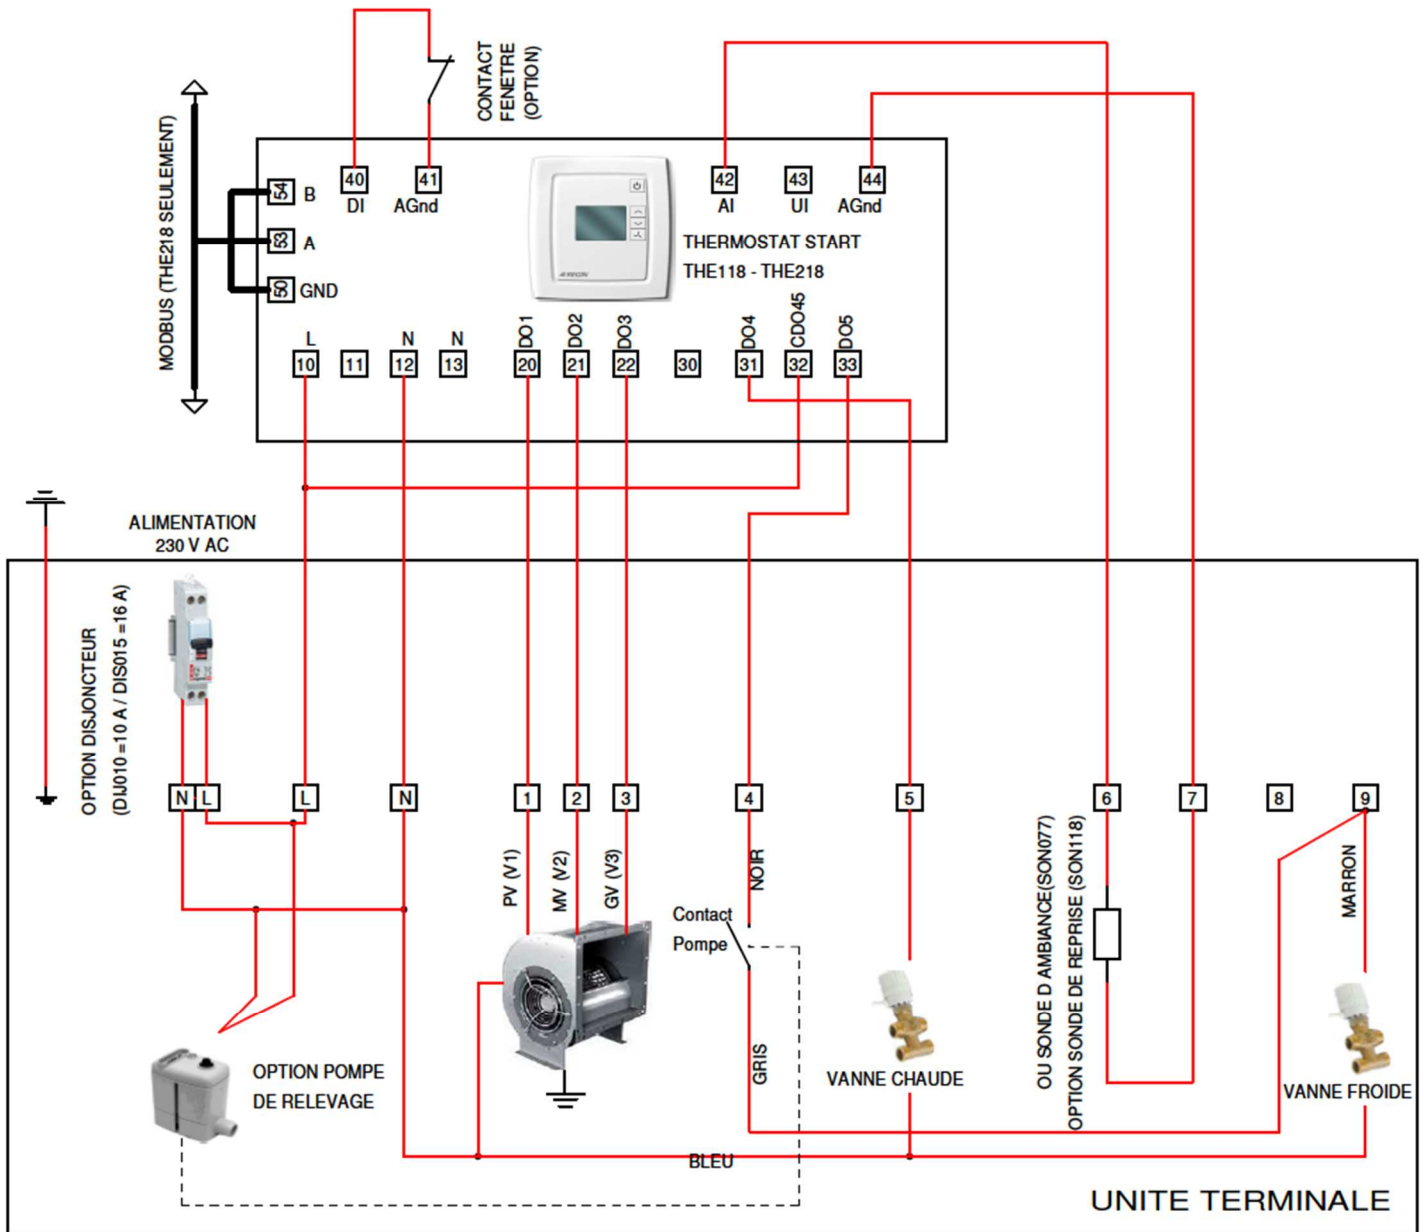 CONTACT
FENETRE
(OPTION)
MODBUS (THE218 SEULEMENT)
54 B
53 A
50 GND
40 41 42 43 44
DI AGnd AI UI AGnd
THERMOSTAT START
THE118 - THE218
REGIN
L N N DO1 DO2 DO3 DO4 CDO45 DO5
10 11 12 13 20 21 22 30 31 32 33
ALIMENTATION
230 V AC
OPTION DISJONCTEUR
(DIJ010 =10 A / DIS015 =16 A)
N L L N 1 2 3 4 5 6 7 8 9
PV (V1)
MV (V2)
GV (V3)
NOIR
Contact
Pompe
GRIS
OU SONDE D AMBIANCE(SON077)
OPTION SONDE DE REPRISE (SON118)
MARRON
OPTION POMPE
DE RELEVAGE
VANNE CHAUDE
VANNE FROIDE
BLEU
UNITE TERMINALE